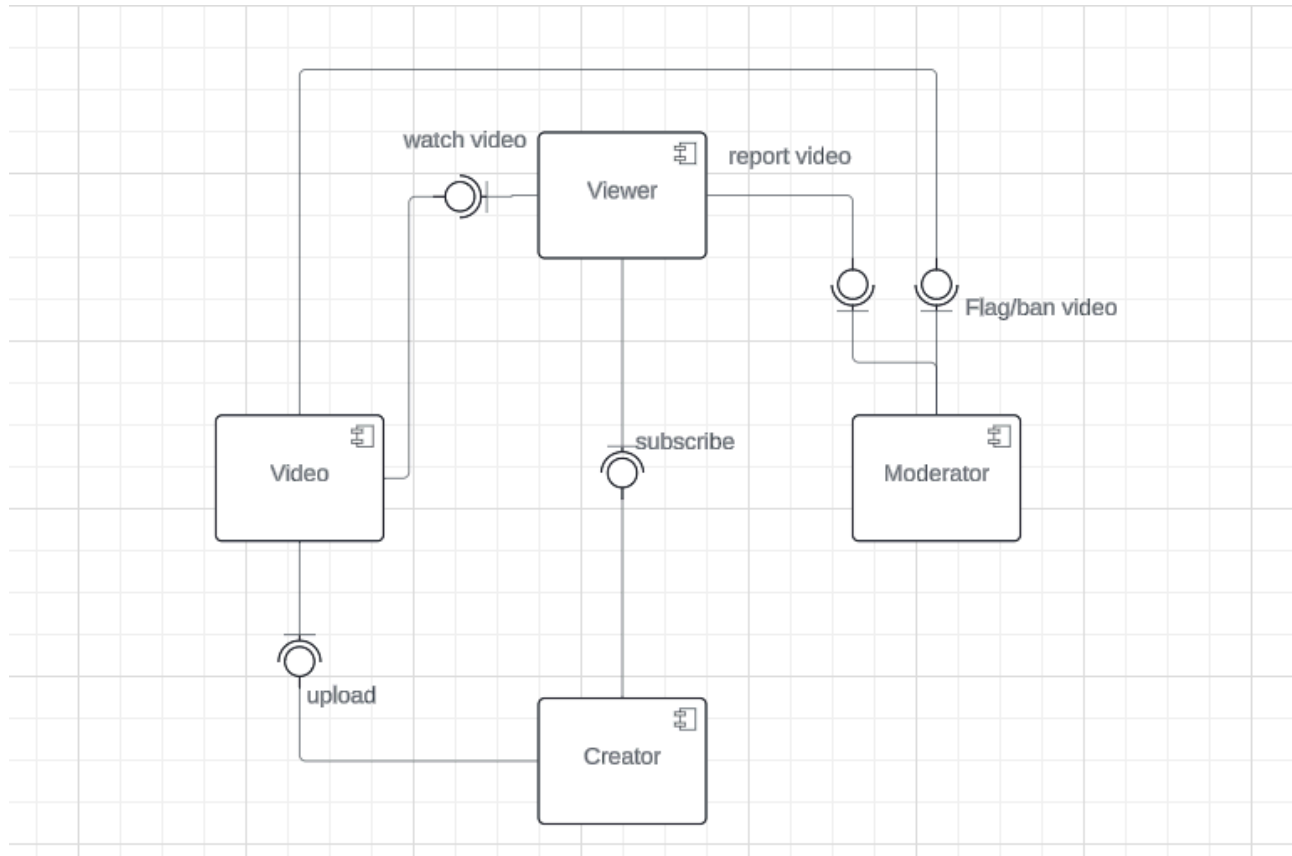 watch video
report video
Viewer
Flag/ban video
subscribe
Video
Moderator
upload
Creator